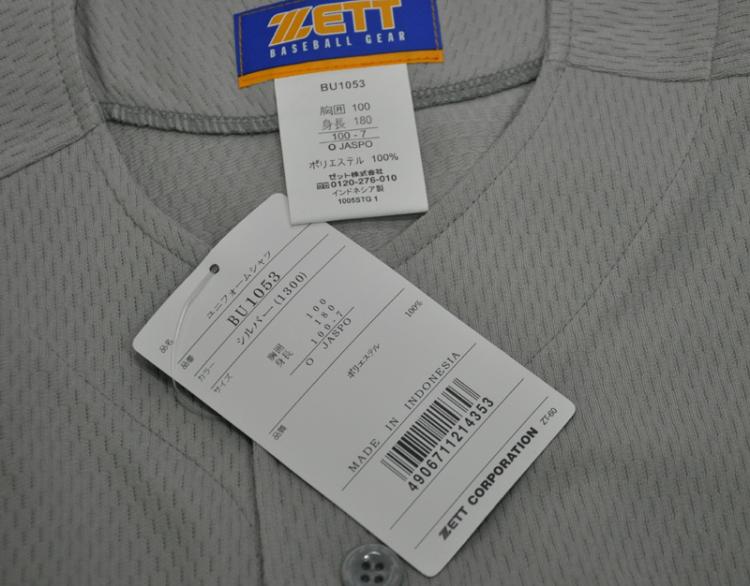 ZETT
BASEBALL GEAR
BU1053
胸囲 100
身長 180
100-7
O JASPO
ポリエステル 100%
ゼット株式会社
0120-276-010
インドネシア製
1005STG 1
品名 ユニフォームシャツ
品番 BU1053
カラー シルバー(1300)
サイズ
胸囲 100
身長 180
100-7
O JASPO
品番
ポリエステル 100%
MADE IN INDONESIA
4906711214353
ZETT CORPORATION ZT-60